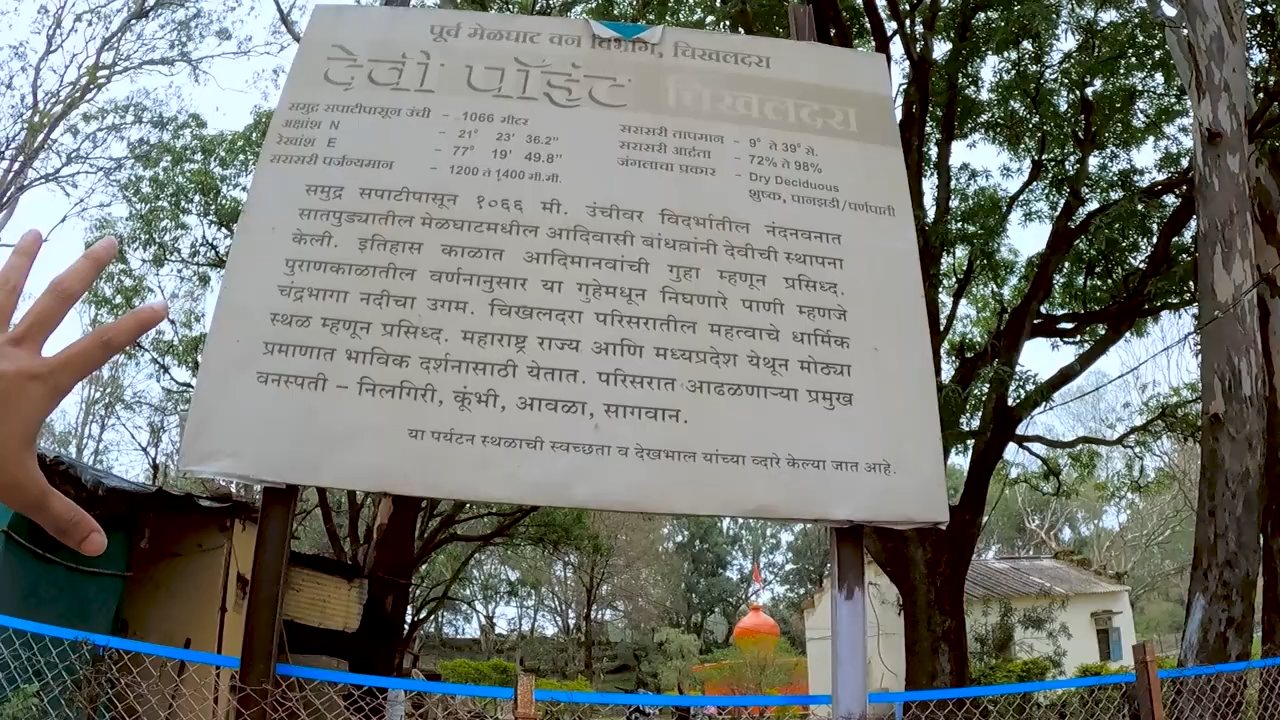 पूर्व मेळघाट वन विभाग, चिखलदरा
देवी पॉइंट चिखलदरा
समुद्र सपाटीपासून उंची - 1066 मीटर
अक्षांश N - 21° 23' 36.2"
रेखांश E - 77° 19' 49.8"
सरासरी पर्जन्यमान - 1200 ते 1400 मी.मी.
सरासरी तापमान - 9° ते 39° से.
सरासरी आर्द्रता - 72% ते 98%
जंगलाचा प्रकार - Dry Deciduous
शुष्क, पानझडी/पर्णपाती
समुद्र सपाटीपासून १०६६ मी. उंचीवर विदर्भातील नंदनवनात
सातपुड्यातील मेळघाटमधील आदिवासी बांधवांनी देवीची स्थापना
केली. इतिहास काळात आदिमानवांची गुहा म्हणून प्रसिध्द.
पुराणकाळातील वर्णनानुसार या गुहेमधून निघणारे पाणी म्हणजे
चंद्रभागा नदीचा उगम. चिखलदरा परिसरातील महत्वाचे धार्मिक
स्थळ म्हणून प्रसिध्द. महाराष्ट्र राज्य आणि मध्यप्रदेश येथून मोठ्या
प्रमाणात भाविक दर्शनासाठी येतात. परिसरात आढळणाऱ्या प्रमुख
वनस्पती – निलगिरी, कूंभी, आवळा, सागवान.
या पर्यटन स्थळाची स्वच्छता व देखभाल यांच्या व्दारे केल्या जात आहे.